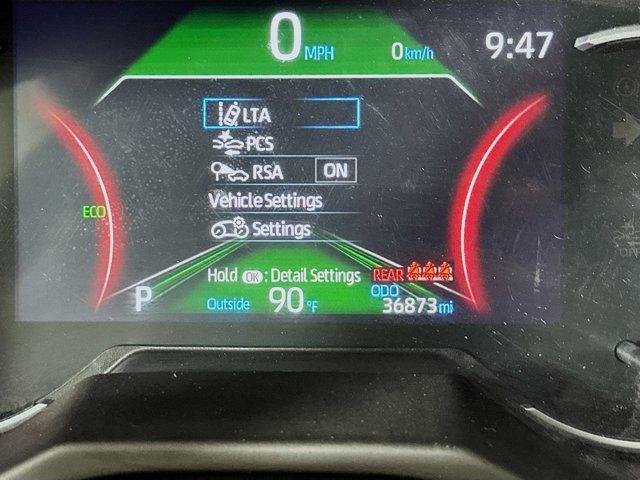 0 MPH 0 km/h 9:47
LTA
PCS
RSA ON
Vehicle Settings
ECO
Settings
Hold OK : Detail Settings REAR
ODO
P Outside 90 °F 36873 mi